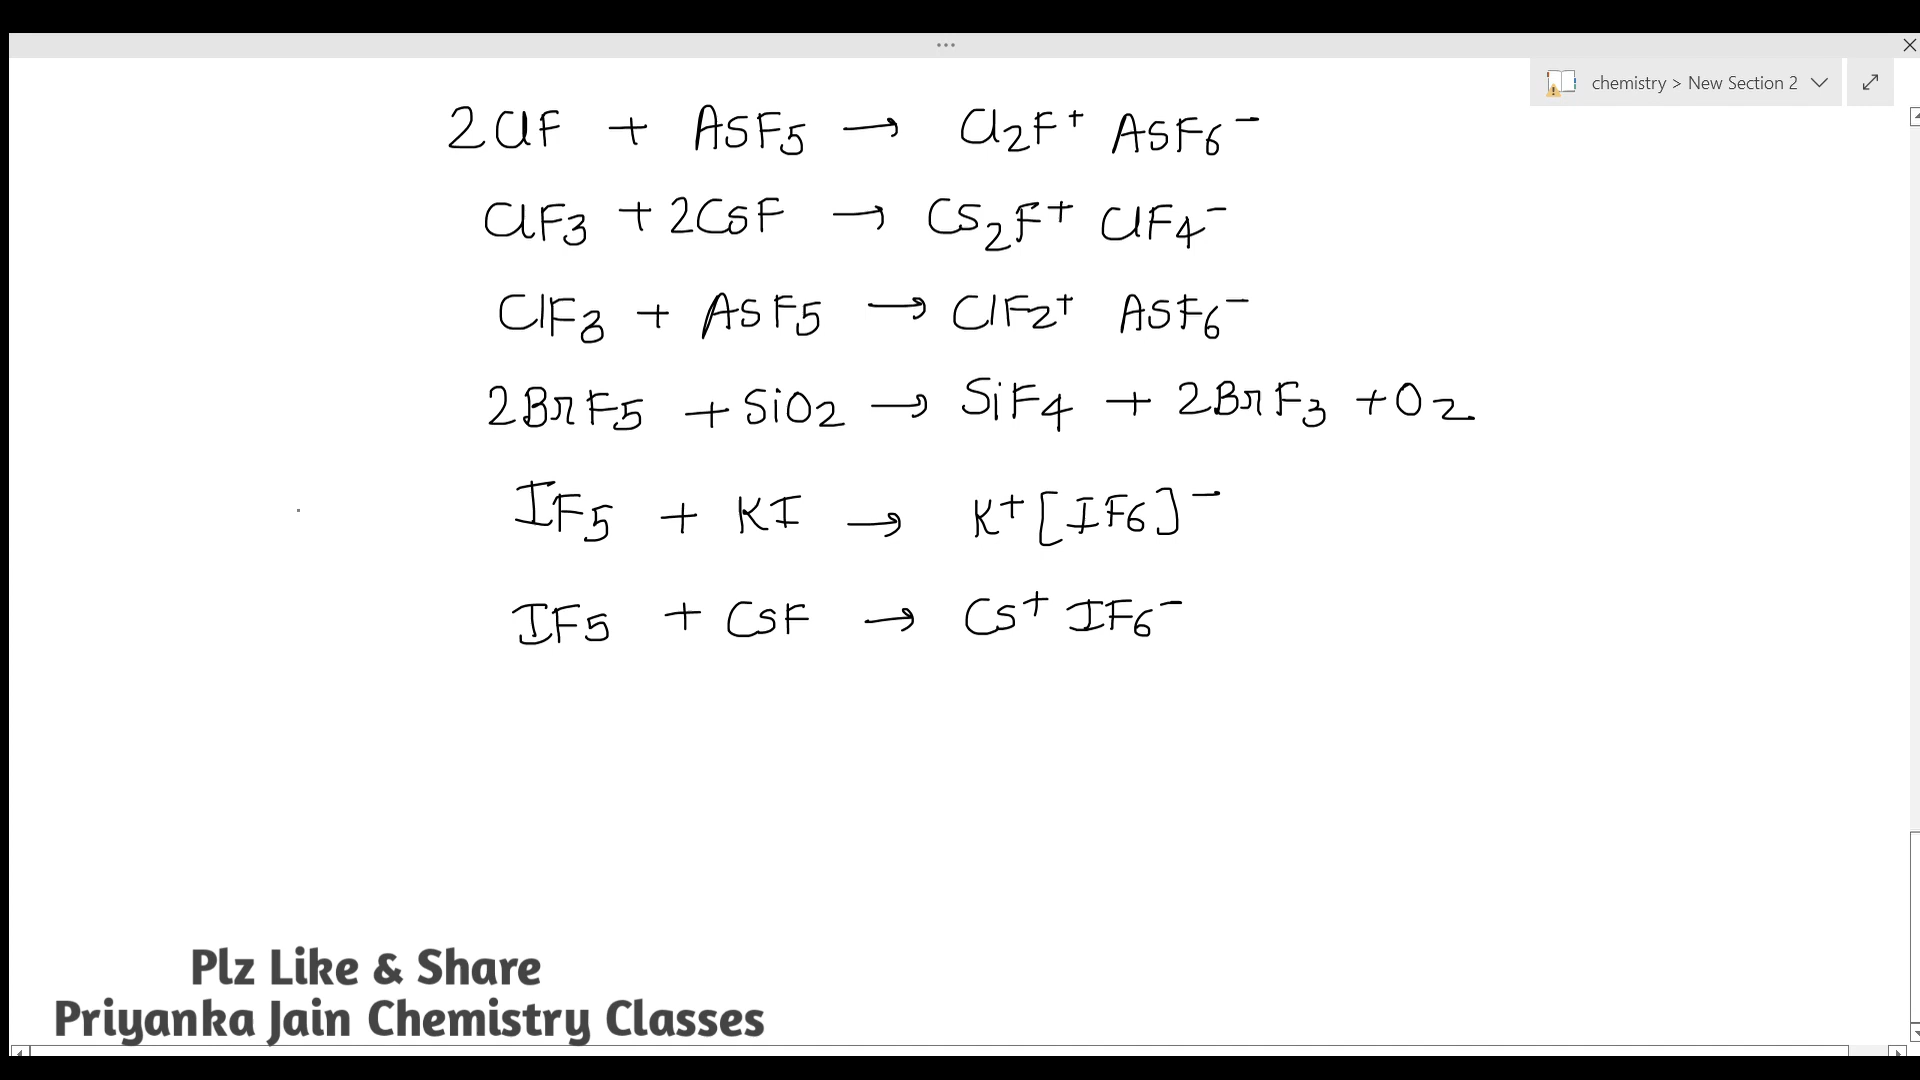 chemistry > New Section 2
2ClF + AsF5 → Cl2F+ AsF6-
ClF3 + 2CsF → Cs2F+ ClF4-
ClF3 + AsF5 → ClF2+ AsF6-
2BrF5 + SiO2 → SiF4 + 2BrF3 + O2
IF5 + KI → K+[IF6]-
IF5 + CsF → Cs+ IF6-
Plz Like & Share
Priyanka Jain Chemistry Classes